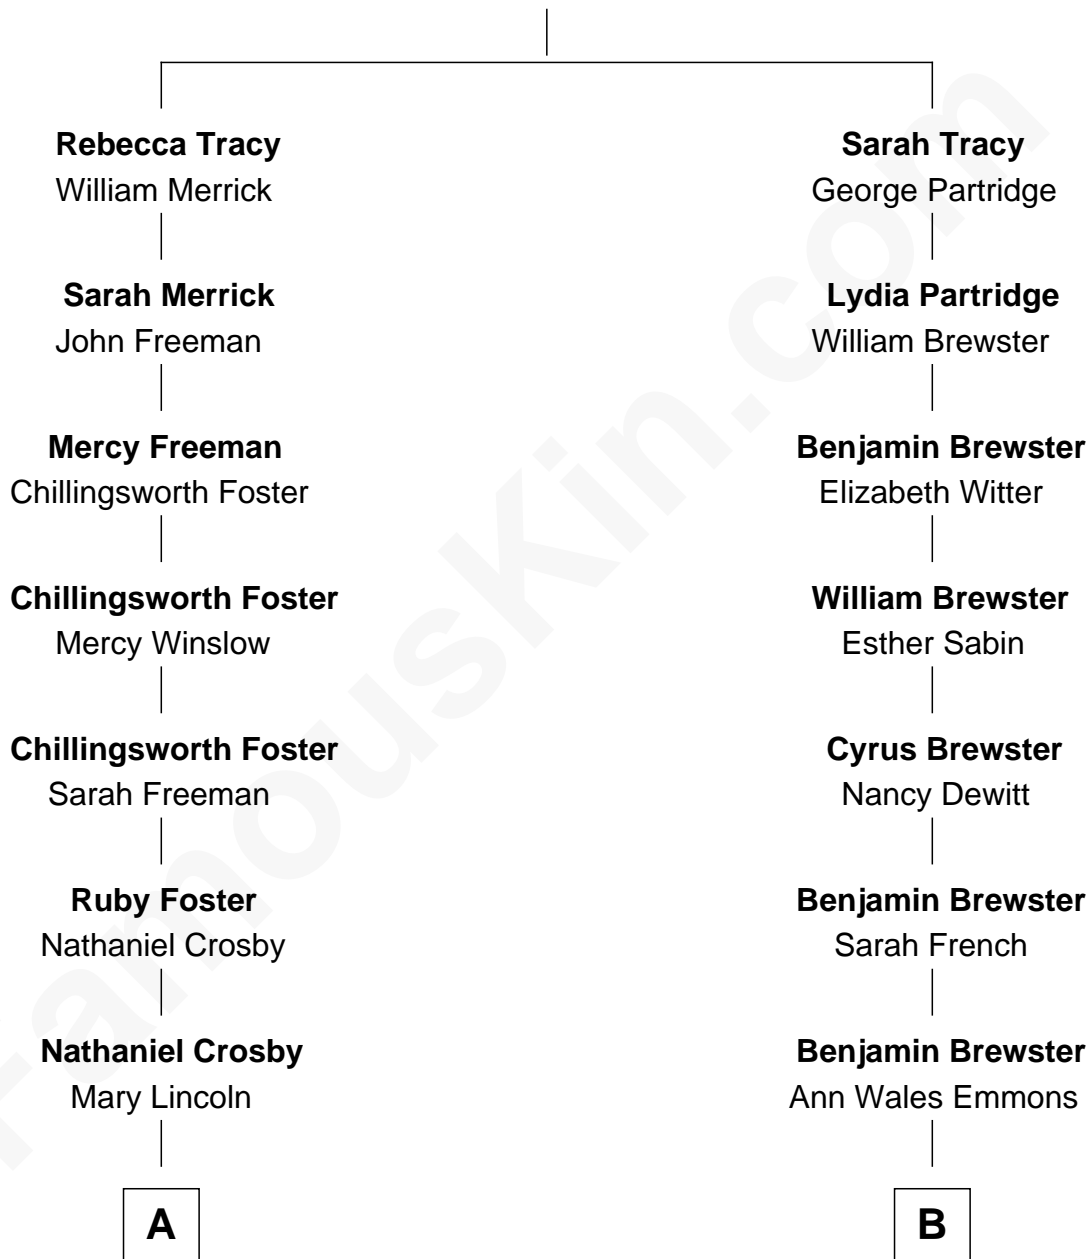 Rebecca Tracy
William Merrick
Sarah Merrick
John Freeman
Mercy Freeman
Chillingsworth Foster
Chillingsworth Foster
Mercy Winslow
Chillingsworth Foster
Sarah Freeman
Ruby Foster
Nathaniel Crosby
Nathaniel Crosby
Mary Lincoln
A
Sarah Tracy
George Partridge
Lydia Partridge
William Brewster
Benjamin Brewster
Elizabeth Witter
William Brewster
Esther Sabin
Cyrus Brewster
Nancy Dewitt
Benjamin Brewster
Sarah French
Benjamin Brewster
Ann Wales Emmons
B
FamousKin.com